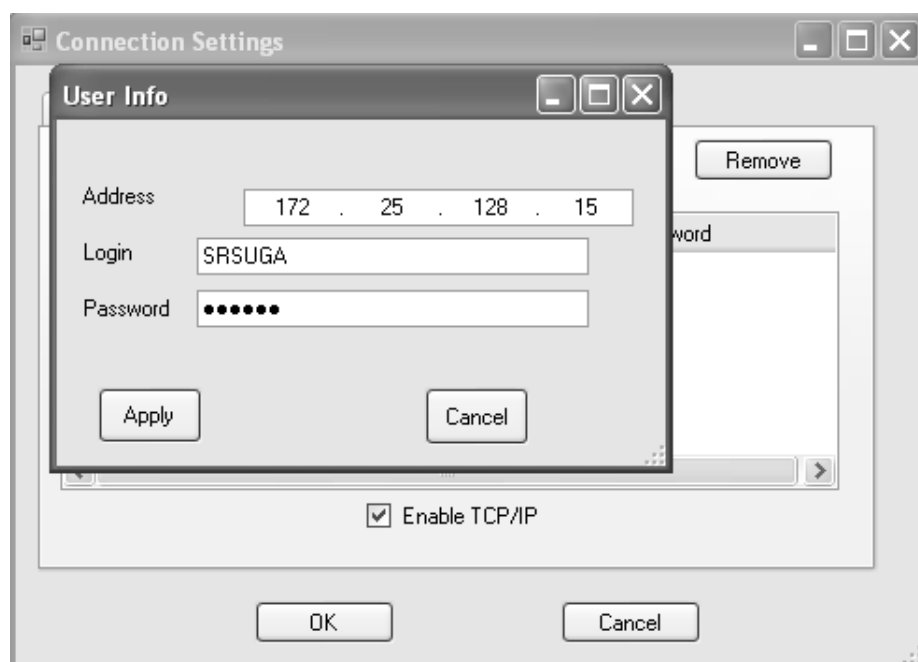 Connection Settings
User Info
Remove
Address 172 . 25 . 128 . 15
word
Login SRSUGA
Password ●●●●●●
Apply Cancel
Enable TCP/IP
OK Cancel